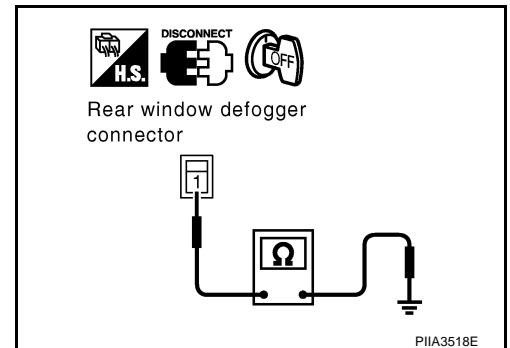 DISCONNECT
H.S.
OFF
Rear window defogger
connector
1
Ω
PIIA3518E